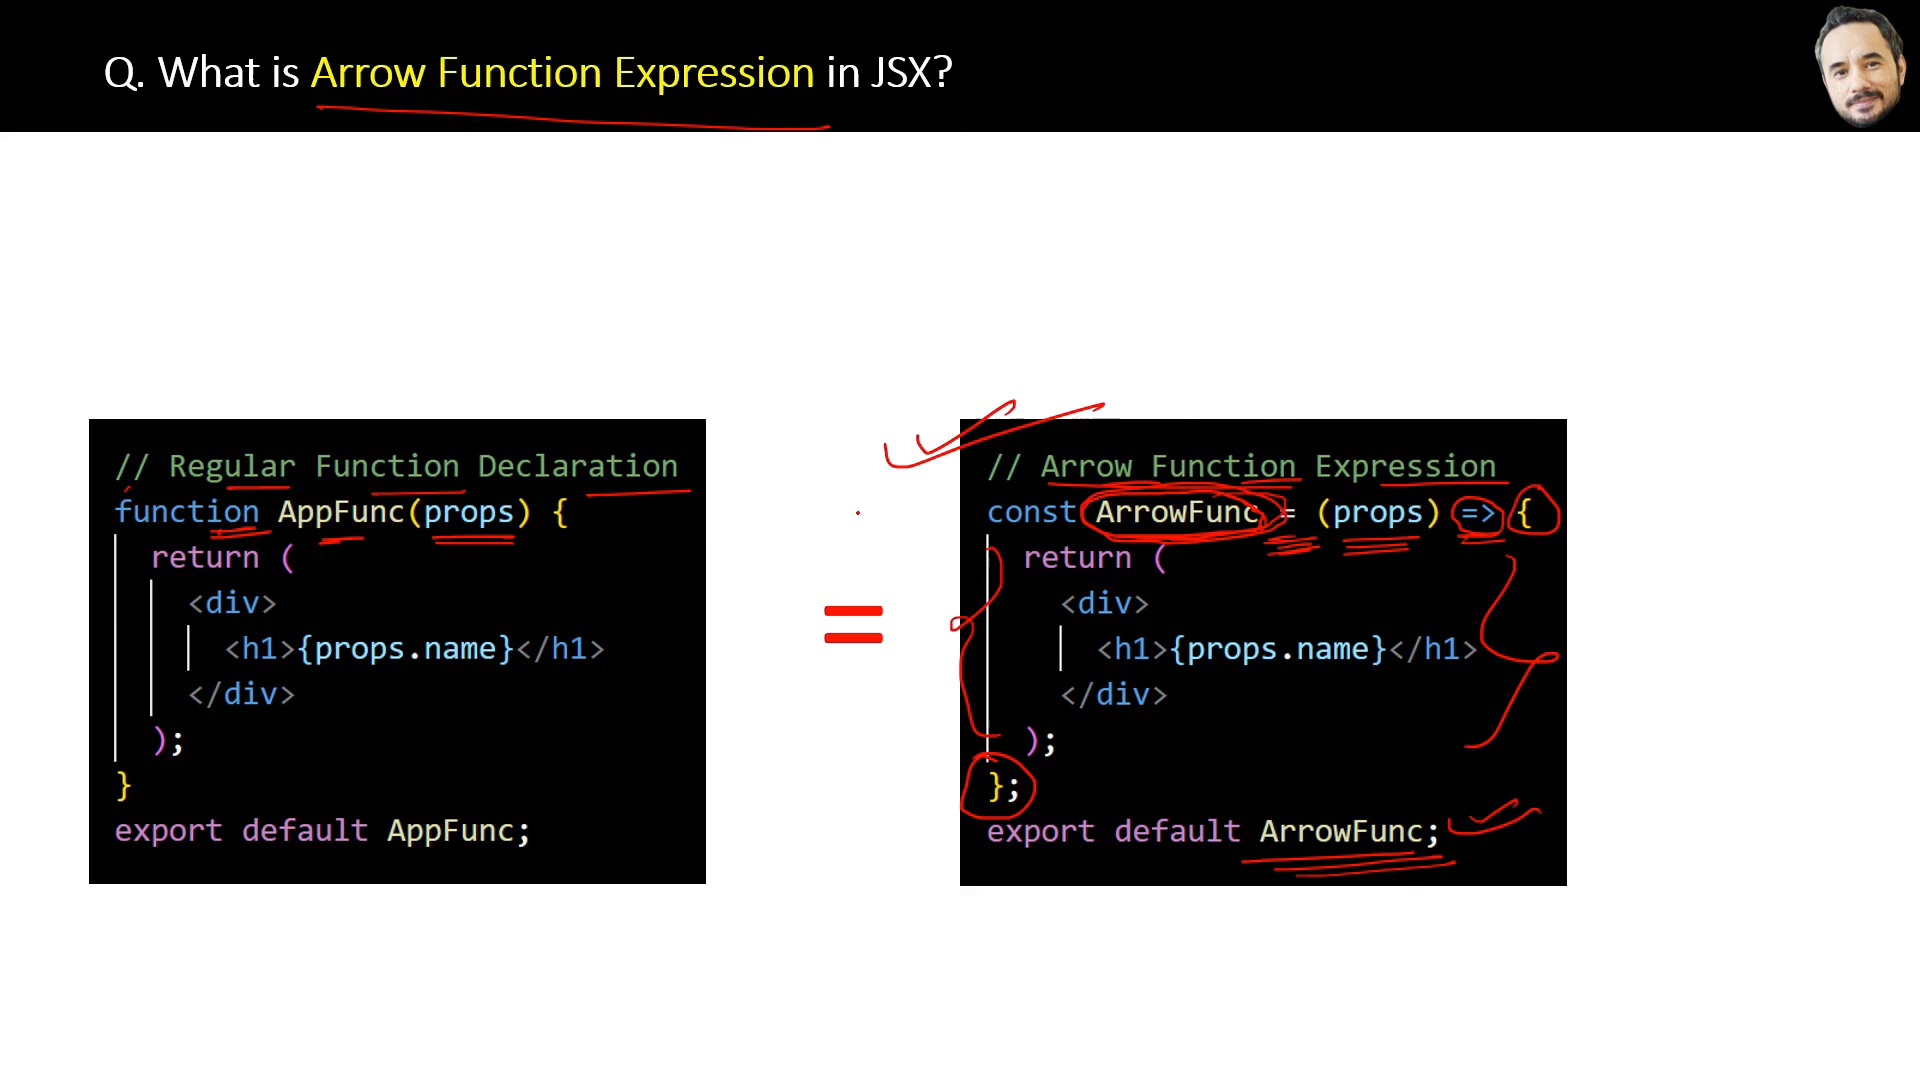 Q. What is Arrow Function Expression in JSX?
// Regular Function Declaration
function AppFunc(props) {
return (
<div>
<h1>{props.name}</h1>
</div>
);
}
export default AppFunc;
=
// Arrow Function Expression
const ArrowFunc = (props) => {
return (
<div>
<h1>{props.name}</h1>
</div>
);
};
export default ArrowFunc;